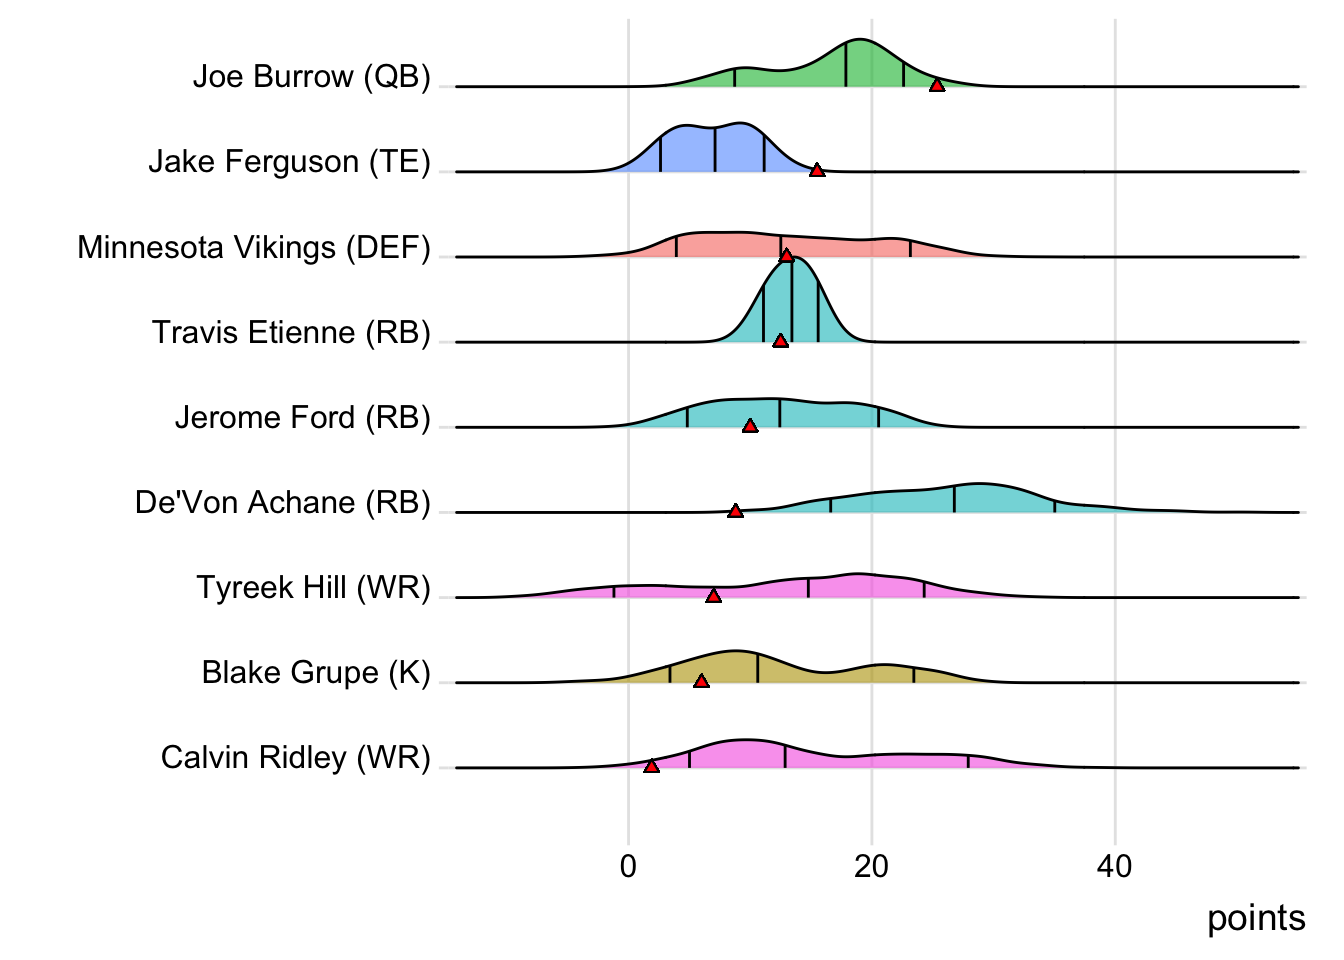 Joe Burrow (QB)
Jake Ferguson (TE)
Minnesota Vikings (DEF)
Travis Etienne (RB)
Jerome Ford (RB)
De'Von Achane (RB)
Tyreek Hill (WR)
Blake Grupe (K)
Calvin Ridley (WR)
0 20 40
points